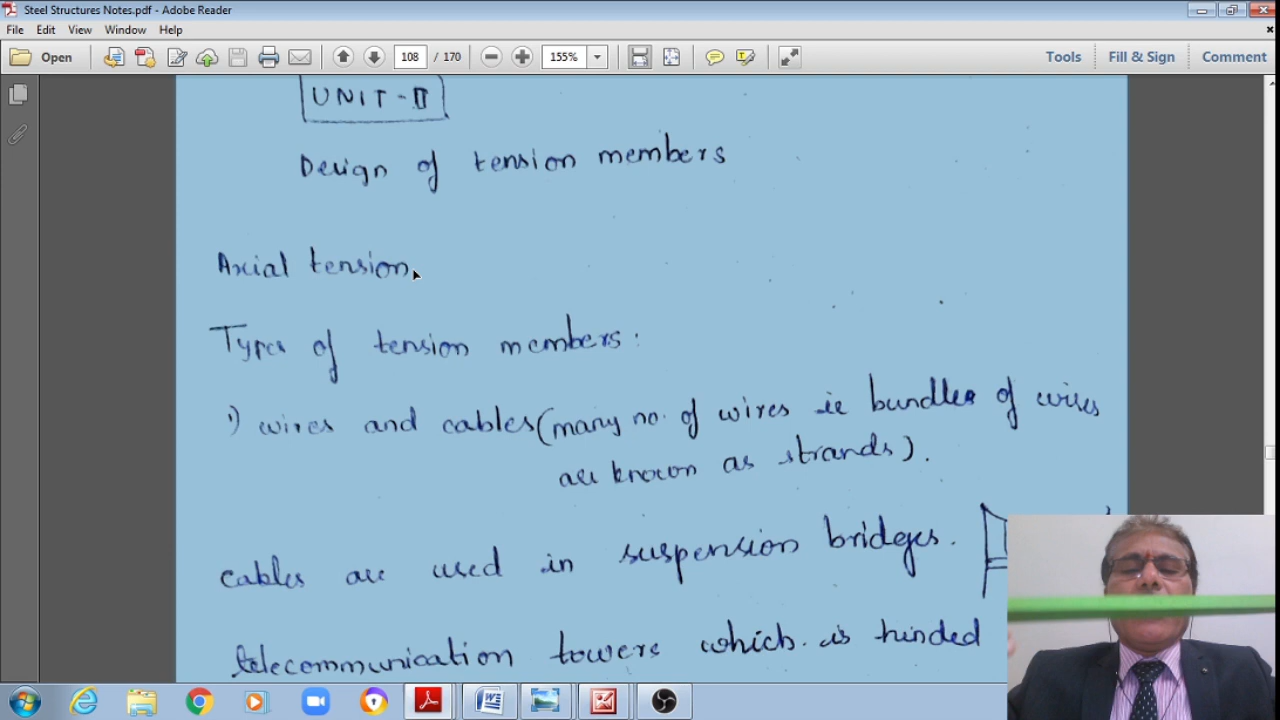 Steel Structures Notes.pdf - Adobe Reader
File Edit View Window Help
Open 108 / 170 155% Tools Fill & Sign Comment
UNIT-II
Design of tension members
Axial tension
Types of tension members:
1) wires and cables (many no. of wires ie bundles of wires
are known as strands).
cables are used in suspension bridges.
telecommunication towers which is hinded